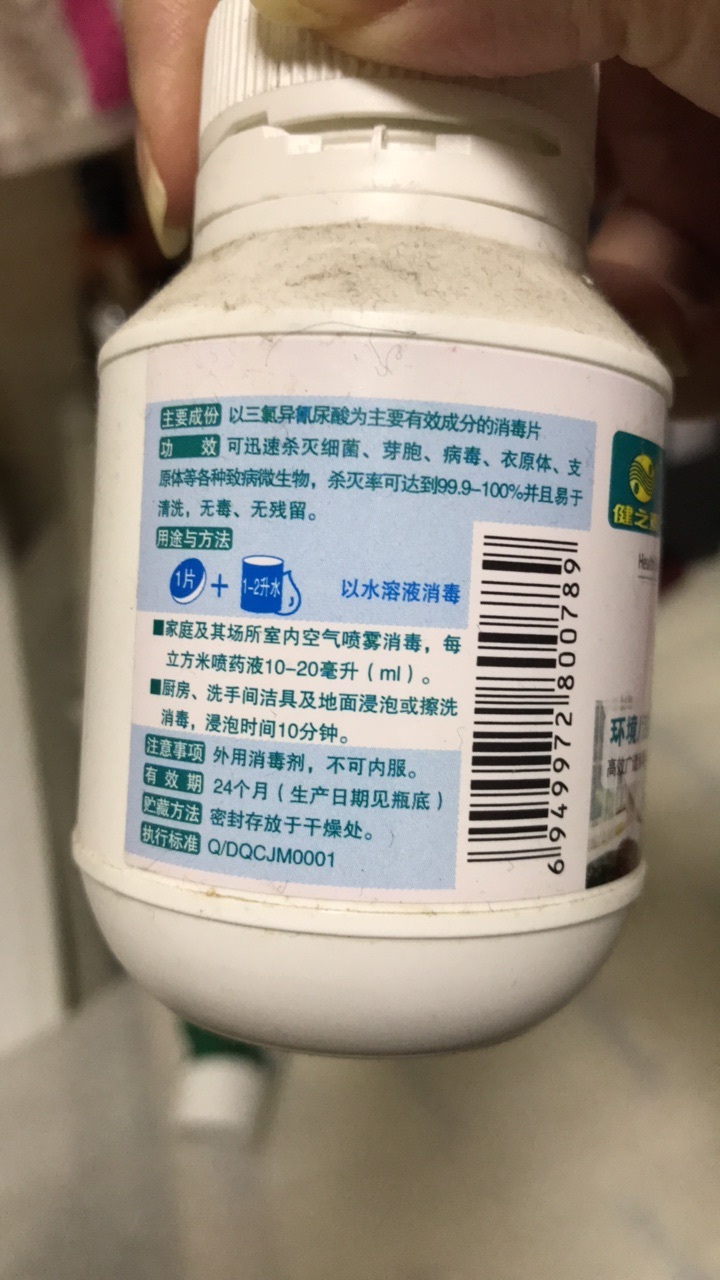 主要成份 以三氯异氰尿酸为主要有效成分的消毒片
功 效 可迅速杀灭细菌、芽胞、病毒、衣原体、支
原体等各种致病微生物，杀灭率可达到99.9-100%并且易于
清洗，无毒、无残留。
用途与方法
1片 + 1-2升水 以水溶液消毒
■家庭及其场所室内空气喷雾消毒，每
立方米喷药液10-20毫升（ml）。
■厨房、洗手间洁具及地面浸泡或擦洗
消毒，浸泡时间10分钟。
注意事项 外用消毒剂，不可内服。
有 效 期 24个月（生产日期见瓶底）
贮藏方法 密封存放于干燥处。
执行标准 Q/DQCJM0001
6 949972 800789
健之
环境
高效广